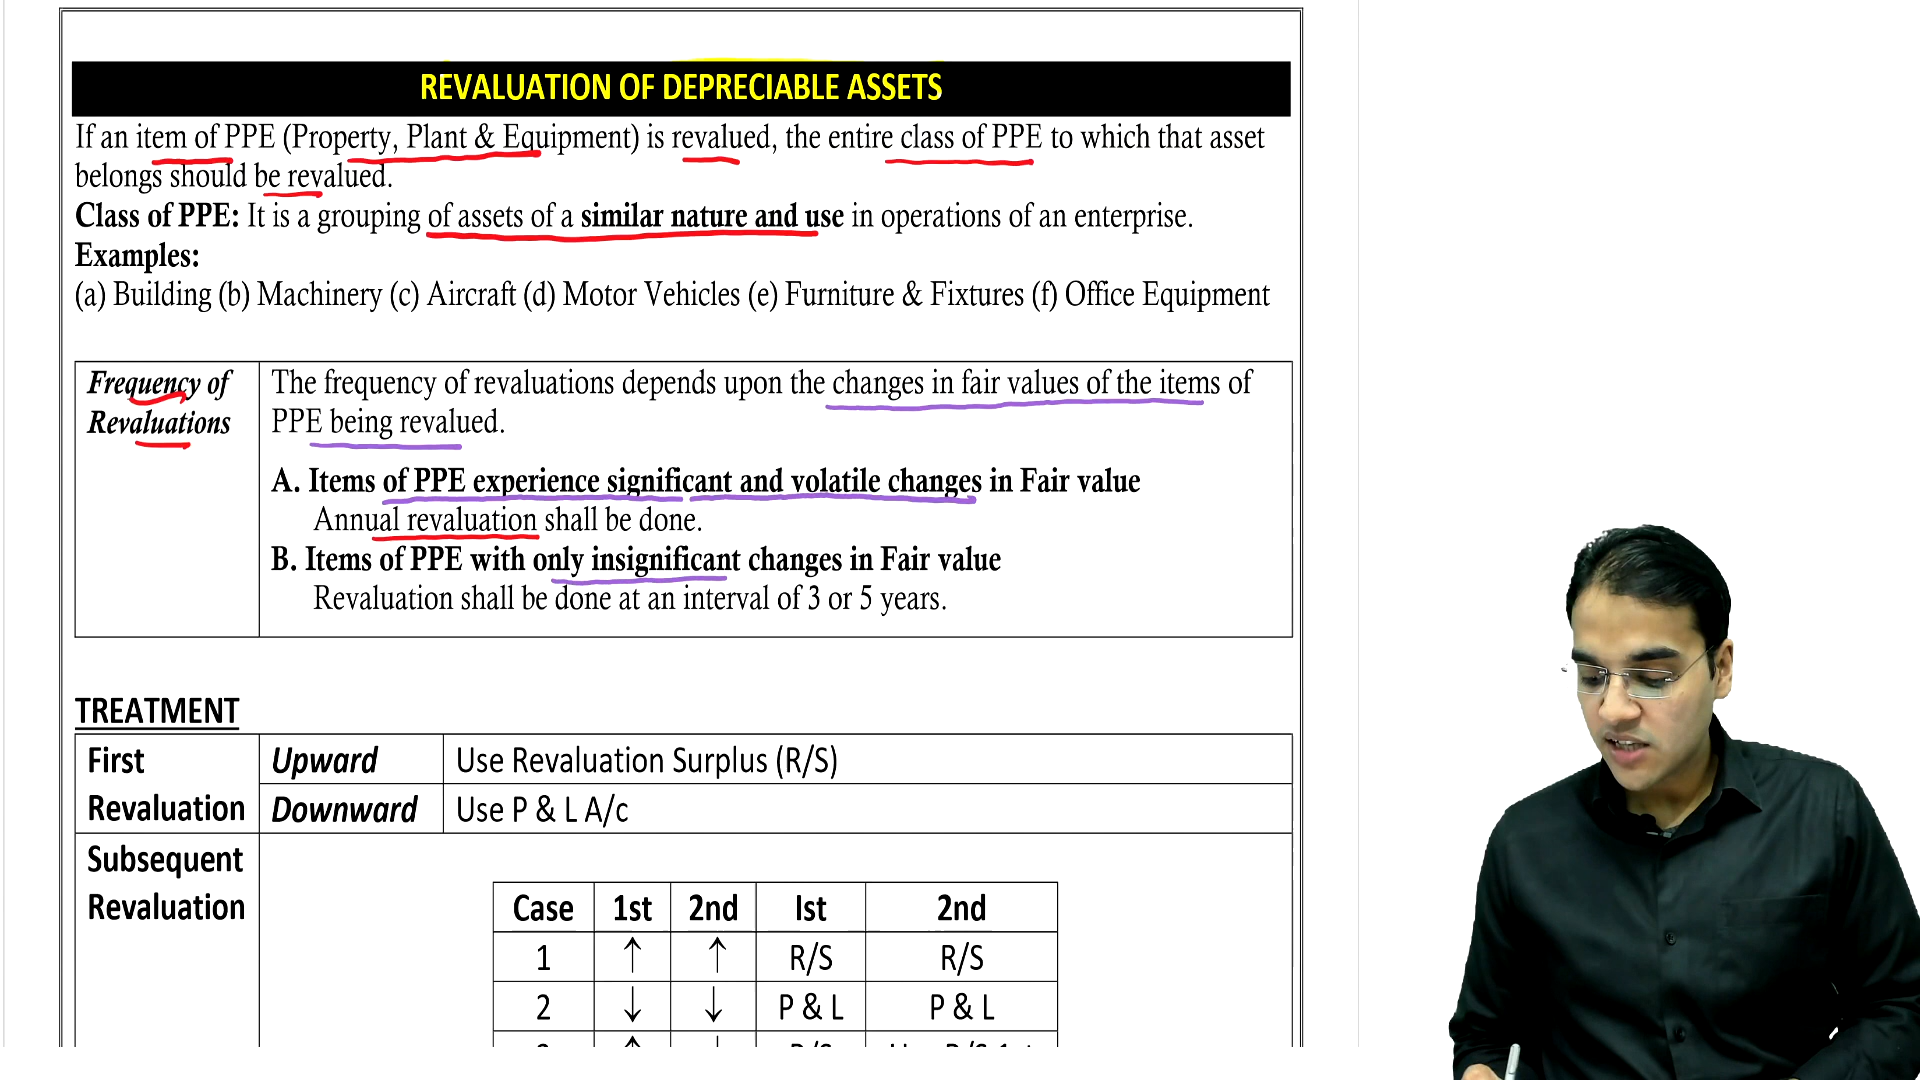 REVALUATION OF DEPRECIABLE ASSETS
If an item of PPE (Property, Plant & Equipment) is revalued, the entire class of PPE to which that asset
belongs should be revalued.
Class of PPE: It is a grouping of assets of a similar nature and use in operations of an enterprise.
Examples:
(a) Building (b) Machinery (c) Aircraft (d) Motor Vehicles (e) Furniture & Fixtures (f) Office Equipment
Frequency of
Revaluations
The frequency of revaluations depends upon the changes in fair values of the items of
PPE being revalued.
A. Items of PPE experience significant and volatile changes in Fair value
Annual revaluation shall be done.
B. Items of PPE with only insignificant changes in Fair value
Revaluation shall be done at an interval of 3 or 5 years.
TREATMENT
First
Revaluation
Upward Use Revaluation Surplus (R/S)
Downward Use P & L A/c
Subsequent
Revaluation
Case 1st 2nd Ist 2nd
1 ↑ ↑ R/S R/S
2 ↓ ↓ P & L P & L